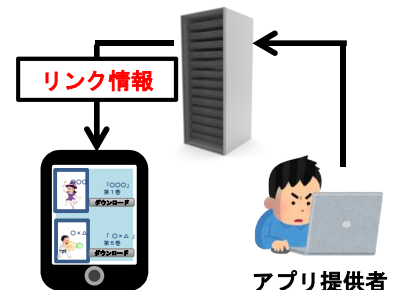 リンク情報
○○○
「○○○」
第1巻
ダウンロード
○×△
「○×△」
第5巻
ダウンロード
アプリ提供者